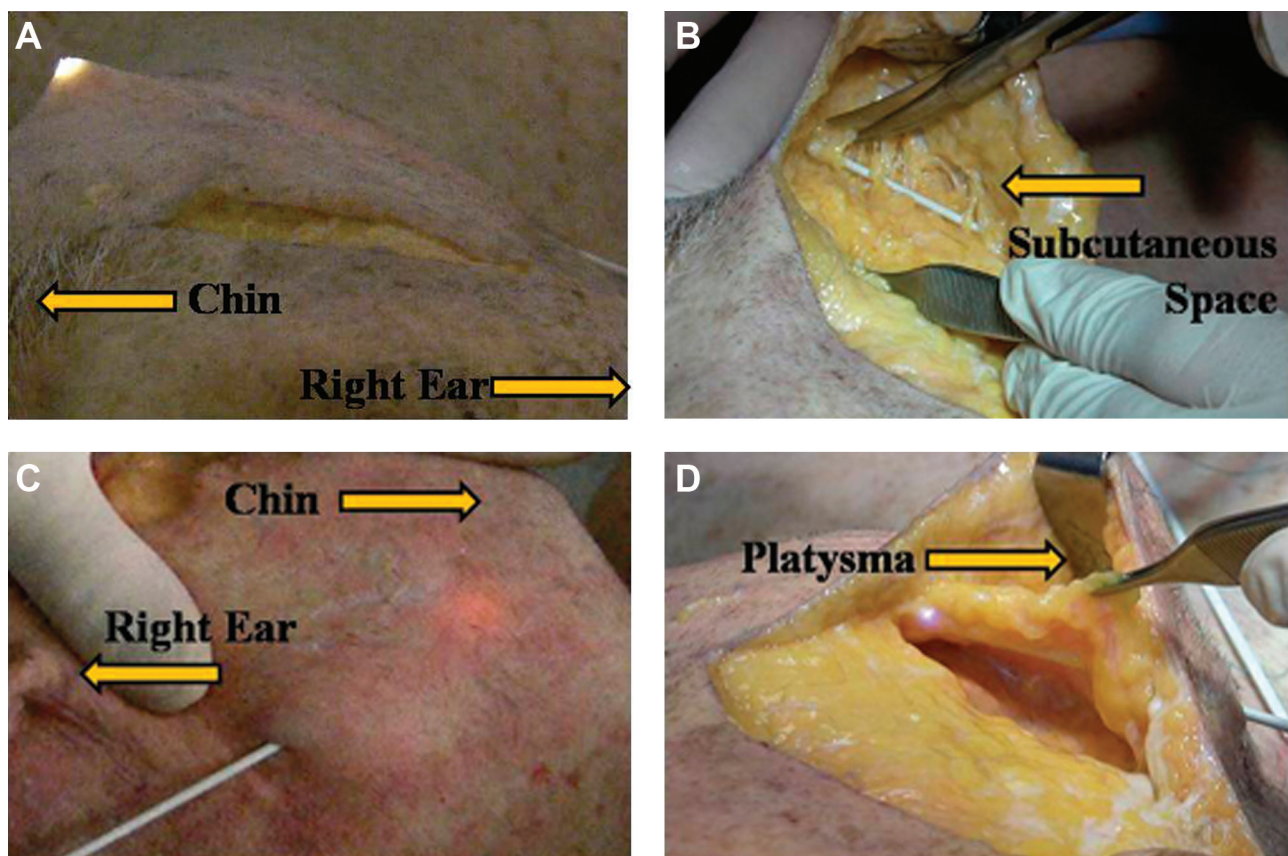 A
Chin
Right Ear
B
Subcutaneous
Space
C
Chin
Right Ear
D
Platysma